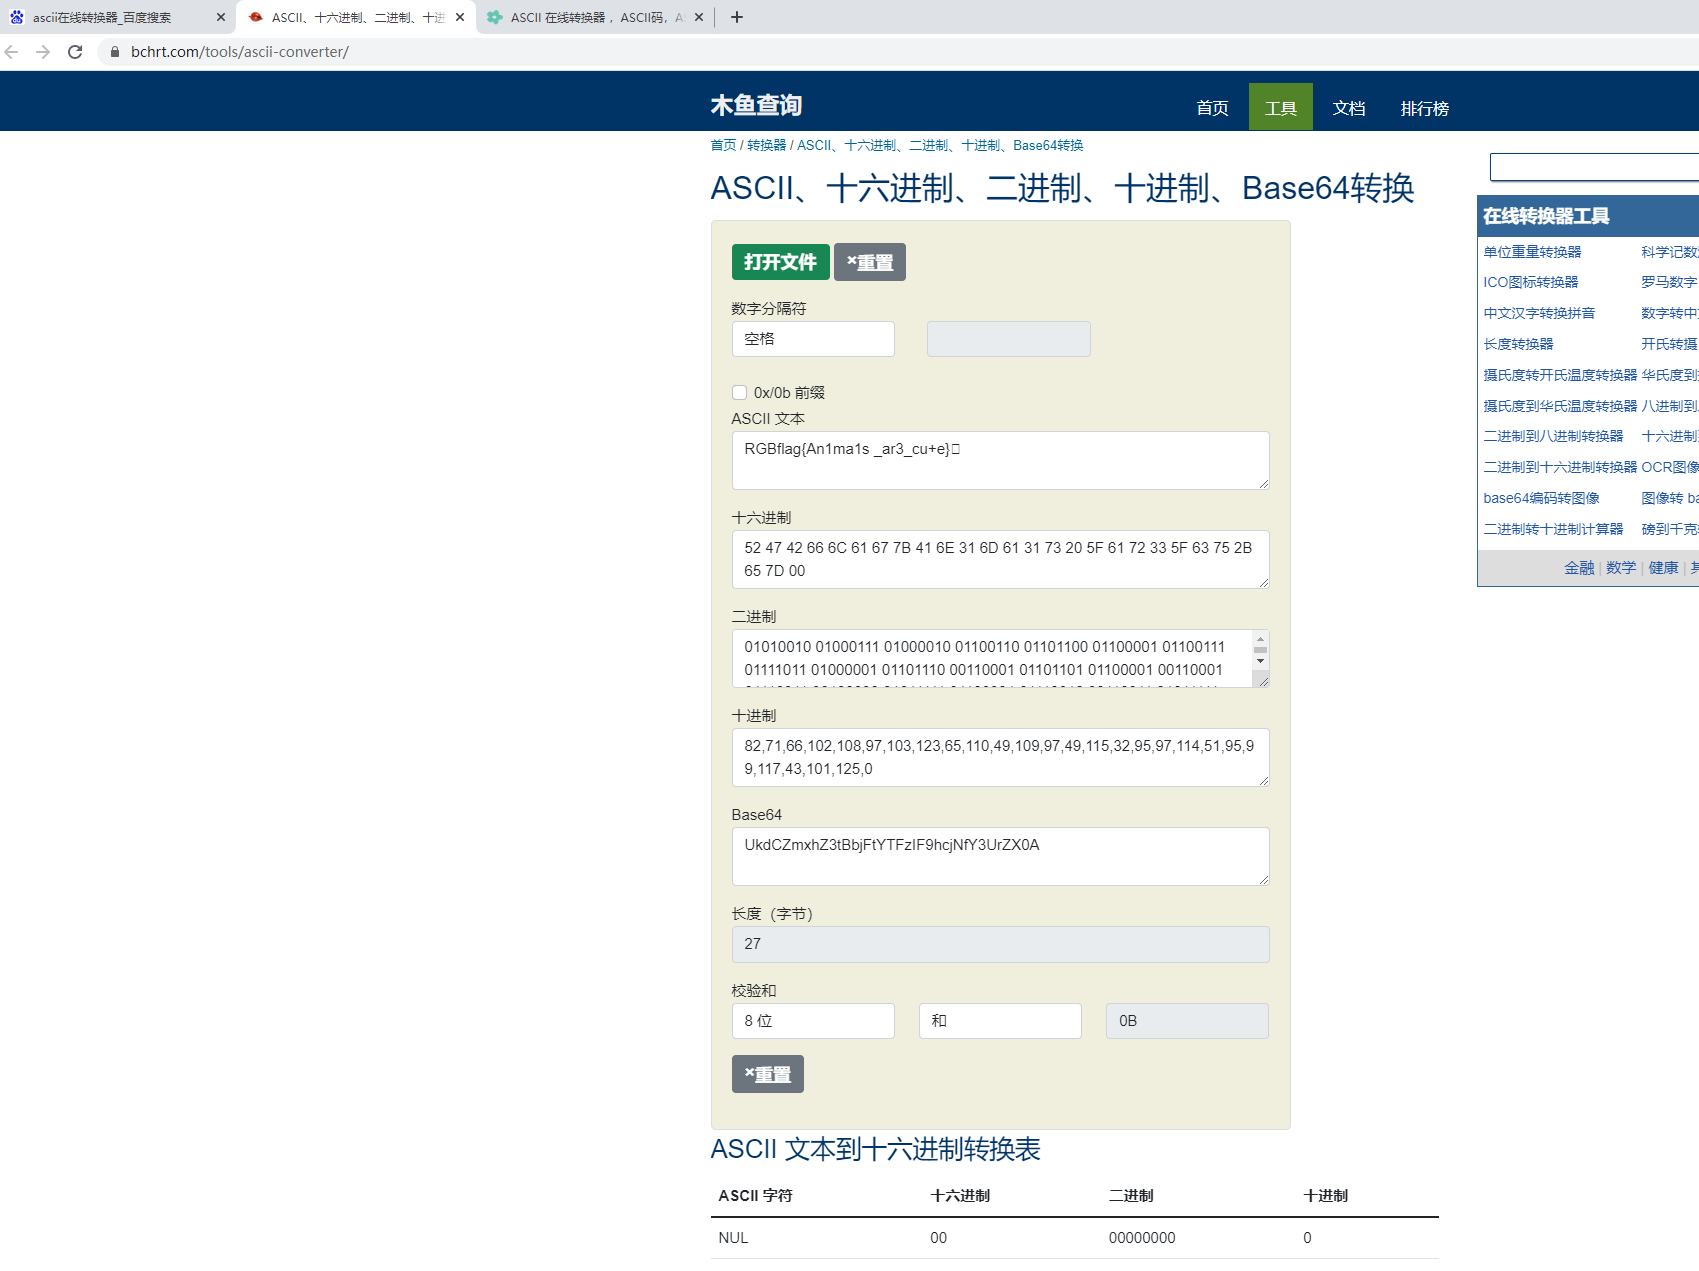 ascii在线转换器_百度搜索
ASCII、十六进制、二进制、十进
ASCII 在线转换器 ，ASCII码，
bchrt.com/tools/ascii-converter/
木鱼查询
首页 工具 文档 排行榜
首页 / 转换器 / ASCII、十六进制、二进制、十进制、Base64转换
ASCII、十六进制、二进制、十进制、Base64转换
打开文件 ×重置
数字分隔符
空格
0x/0b 前缀
ASCII 文本
RGBflag{An1ma1s _ar3_cu+e}
十六进制
52 47 42 66 6C 61 67 7B 41 6E 31 6D 61 31 73 20 5F 61 72 33 5F 63 75 2B
65 7D 00
二进制
01010010 01000111 01000010 01100110 01101100 01100001 01100111
01111011 01000001 01101110 00110001 01101101 01100001 00110001
十进制
82,71,66,102,108,97,103,123,65,110,49,109,97,49,115,32,95,97,114,51,95,9
9,117,43,101,125,0
Base64
UkdCZmxhZ3tBbjFtYTFzIF9hcjNfY3UrZX0A
长度（字节）
27
校验和
8 位 和 0B
×重置
ASCII 文本到十六进制转换表
ASCII 字符 十六进制 二进制 十进制
NUL 00 00000000 0
在线转换器工具
单位重量转换器 科学记数
ICO图标转换器 罗马数字
中文汉字转换拼音 数字转中
长度转换器 开氏转摄
摄氏度转开氏温度转换器 华氏度到
摄氏度到华氏温度转换器 八进制到
二进制到八进制转换器 十六进制
二进制到十六进制转换器 OCR图像
base64编码转图像 图像转 ba
二进制转十进制计算器 磅到千克
金融 | 数学 | 健康 |